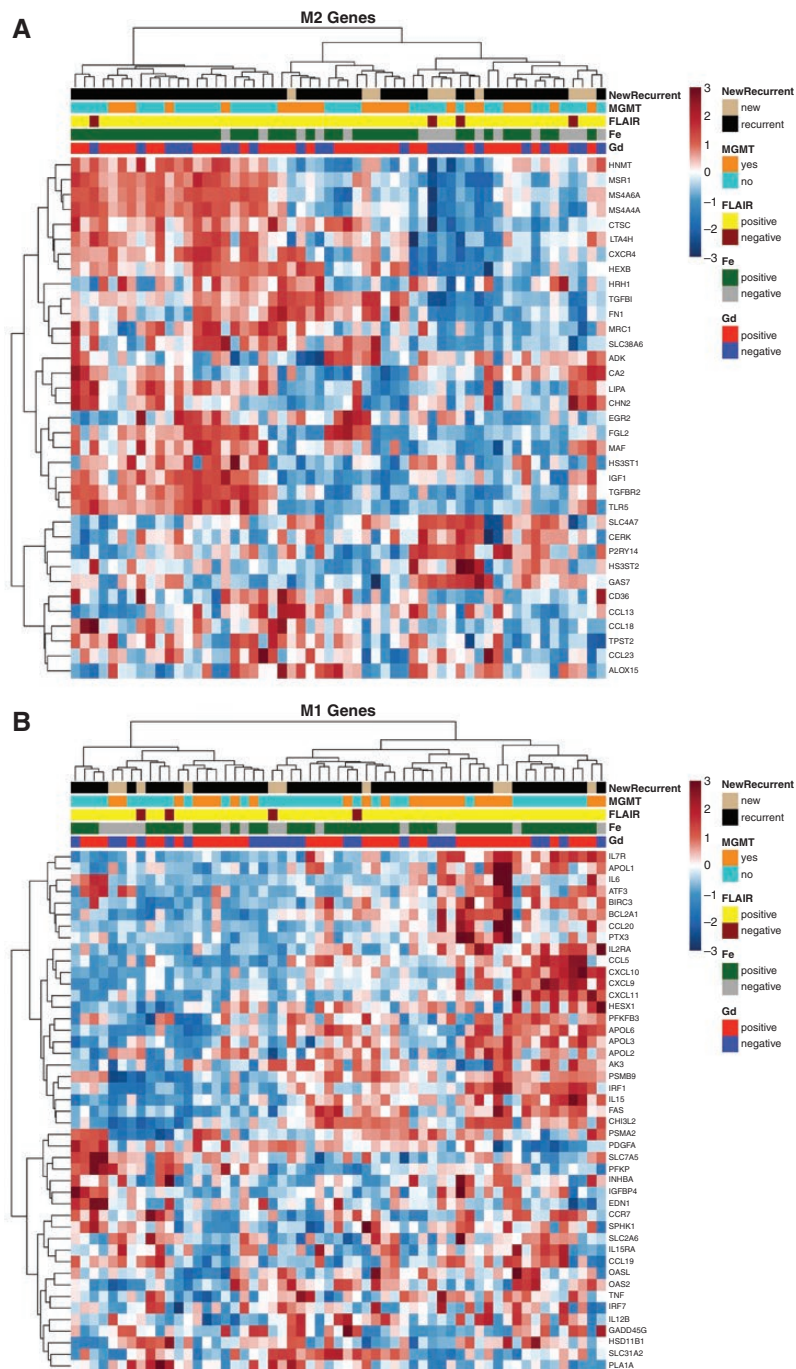 A
M2 Genes
NewRecurrent
MGMT
FLAIR
Fe
Gd
HNMT
MSR1
MS4A6A
MS4A4A
CTSC
LTA4H
CXCR4
HEXB
HRH1
TGFBI
FN1
MRC1
SLC38A6
ADK
CA2
LIPA
CHN2
EGR2
FGL2
MAF
HS3ST1
IGF1
TGFBR2
TLR5
SLC4A7
CERK
P2RY14
HS3ST2
GAS7
CD36
CCL13
CCL18
TPST2
CCL23
ALOX15
3
2
1
0
−1
−2
−3
NewRecurrent
new
recurrent
MGMT
yes
no
FLAIR
positive
negative
Fe
positive
negative
Gd
positive
negative
B
M1 Genes
NewRecurrent
MGMT
FLAIR
Fe
Gd
IL7R
APOL1
IL6
ATF3
BIRC3
BCL2A1
CCL20
PTX3
IL2RA
CCL5
CXCL10
CXCL9
CXCL11
HESX1
PFKFB3
APOL6
APOL3
APOL2
AK3
PSMB9
IRF1
IL15
FAS
CHI3L2
PSMA2
PDGFA
SLC7A5
PFKP
INHBA
IGFBP4
EDN1
CCR7
SPHK1
SLC2A6
IL15RA
CCL19
OASL
OAS2
TNF
IRF7
IL12B
GADD45G
HSD11B1
SLC31A2
PLA1A
3
2
1
0
−1
−2
−3
NewRecurrent
new
recurrent
MGMT
yes
no
FLAIR
positive
negative
Fe
positive
negative
Gd
positive
negative